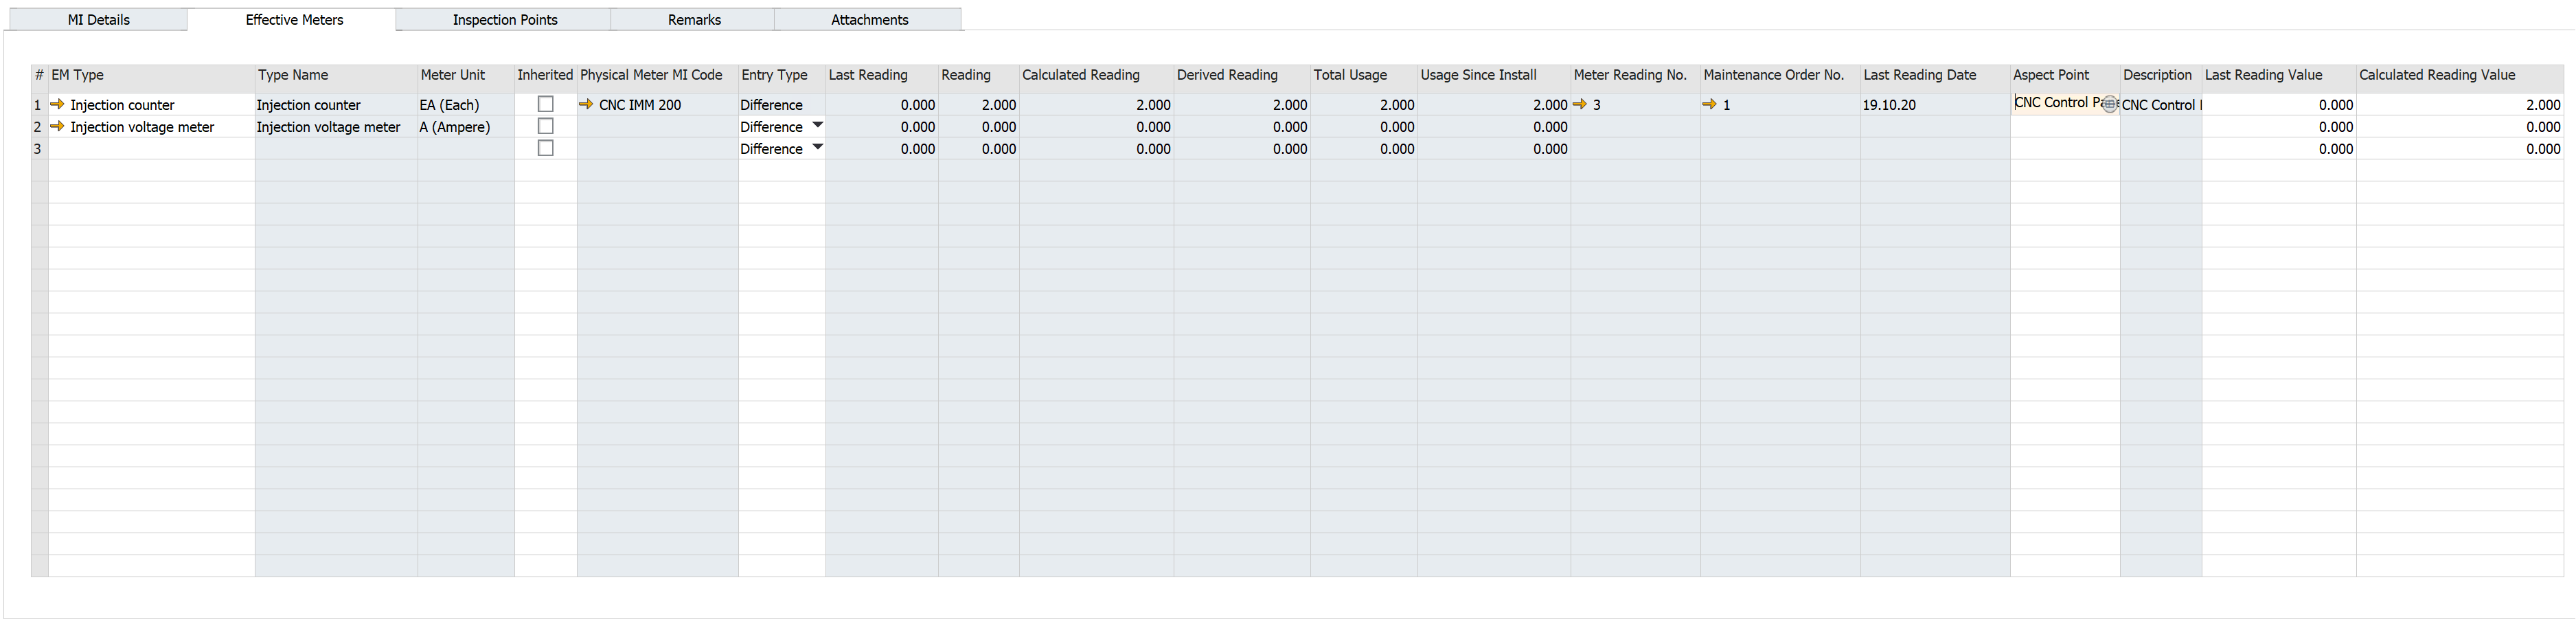 MI Details Effective Meters Inspection Points Remarks Attachments
# EM Type Type Name Meter Unit Inherited Physical Meter MI Code Entry Type Last Reading Reading Calculated Reading Derived Reading Total Usage Usage Since Install Meter Reading No. Maintenance Order No. Last Reading Date Aspect Point Description Last Reading Value Calculated Reading Value
1 Injection counter Injection counter EA (Each) CNC IMM 200 Difference 0.000 2.000 2.000 2.000 2.000 2.000 3 1 19.10.20 CNC Control CNC Control 0.000 2.000
2 Injection voltage meter Injection voltage meter A (Ampere) Difference 0.000 0.000 0.000 0.000 0.000 0.000 0.000 0.000
3 Difference 0.000 0.000 0.000 0.000 0.000 0.000 0.000 0.000